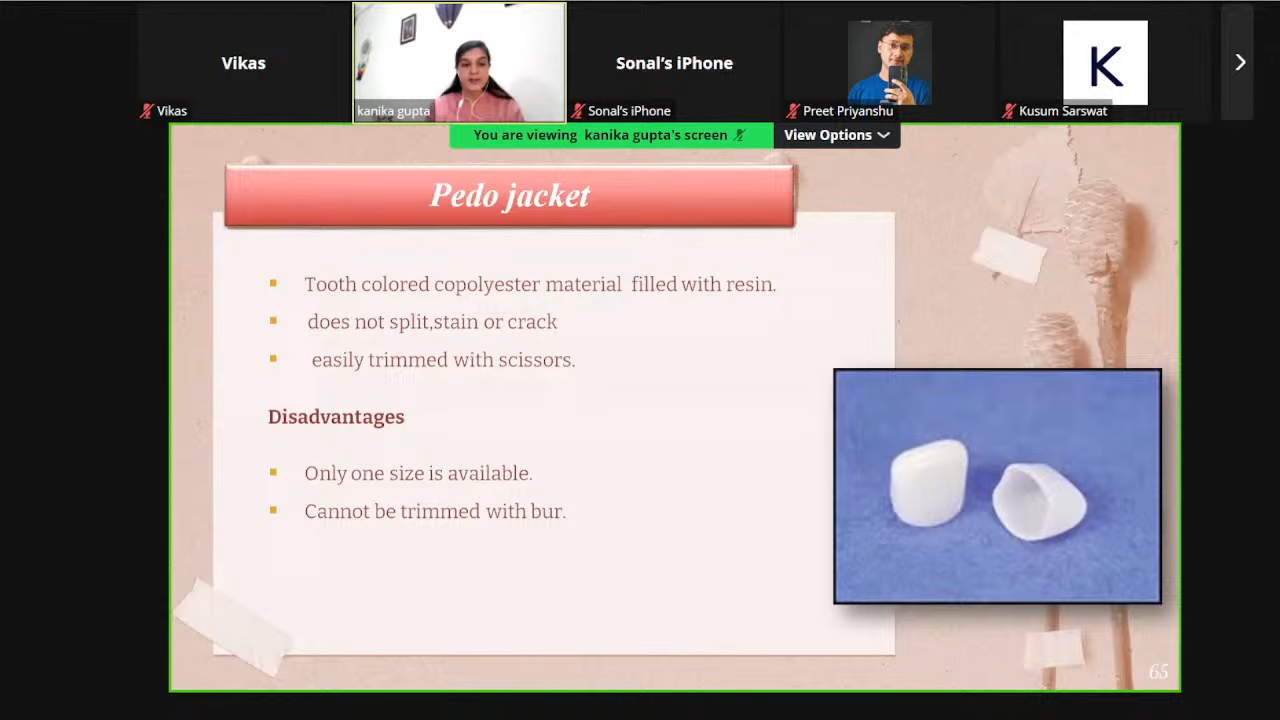 Vikas
Sonal's iPhone
K
Vikas
kanika gupta
Sonal's iPhone
Preet Priyanshu
Kusum Sarswat
You are viewing kanika gupta's screen
View Options
Pedo jacket
Tooth colored copolyester material filled with resin.
does not split,stain or crack
easily trimmed with scissors.
Disadvantages
Only one size is available.
Cannot be trimmed with bur.
65